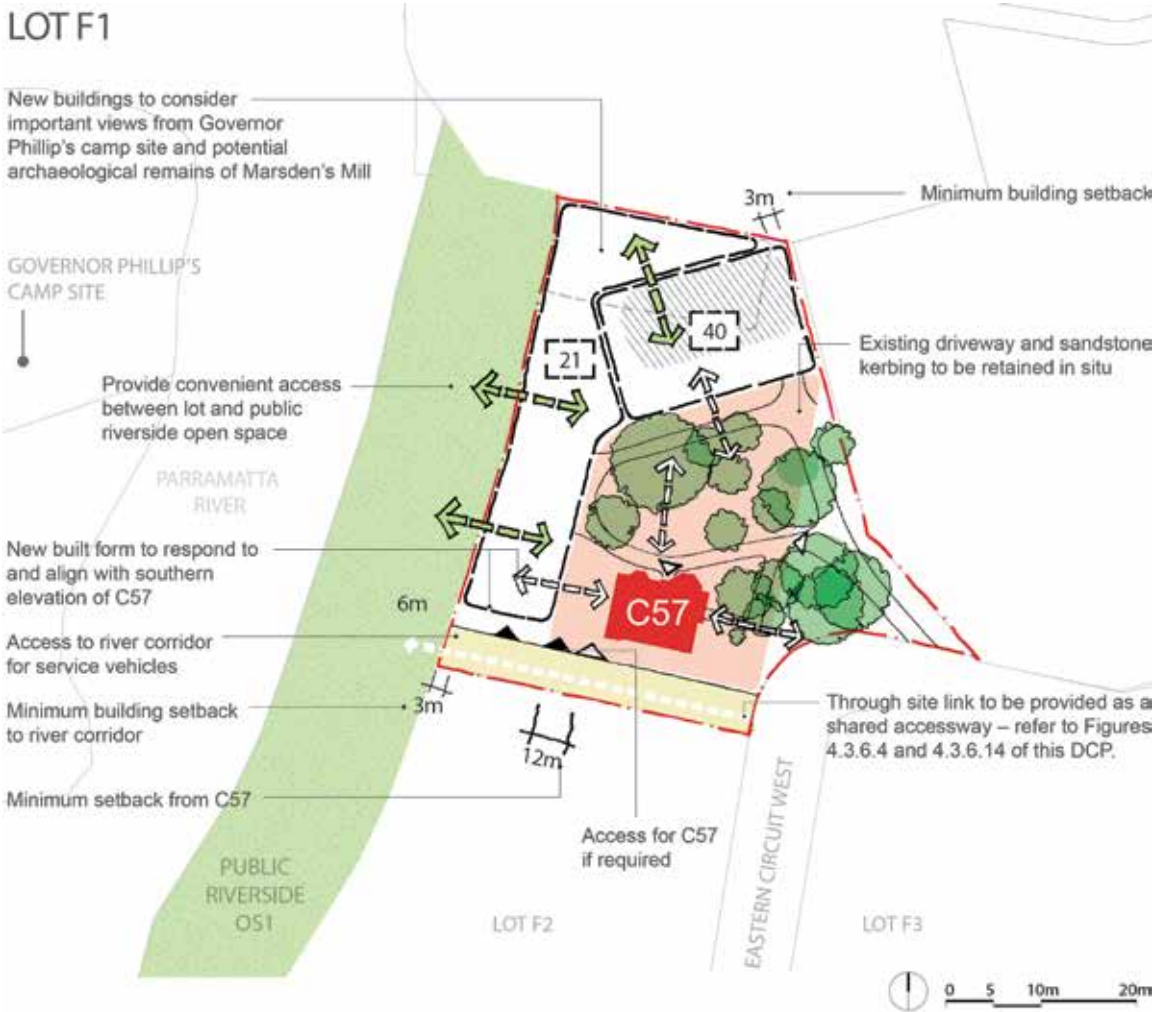 LOT F1
New buildings to consider
important views from Governor
Phillip's camp site and potential
archaeological remains of Marsden's Mill
3m
Minimum building setback
GOVERNOR PHILLIP'S
CAMP SITE
40
21
Existing driveway and sandstone
kerbing to be retained in situ
Provide convenient access
between lot and public
riverside open space
PARRAMATTA
RIVER
New built form to respond to
and align with southern
elevation of C57
6m
C57
Access to river corridor
for service vehicles
Minimum building setback
to river corridor
3m
Through site link to be provided as a
shared accessway – refer to Figures
4.3.6.4 and 4.3.6.14 of this DCP.
12m
Minimum setback from C57
Access for C57
if required
EASTERN CIRCUIT WEST
PUBLIC
RIVERSIDE
OS1
LOT F2
LOT F3
0 5 10m 20m